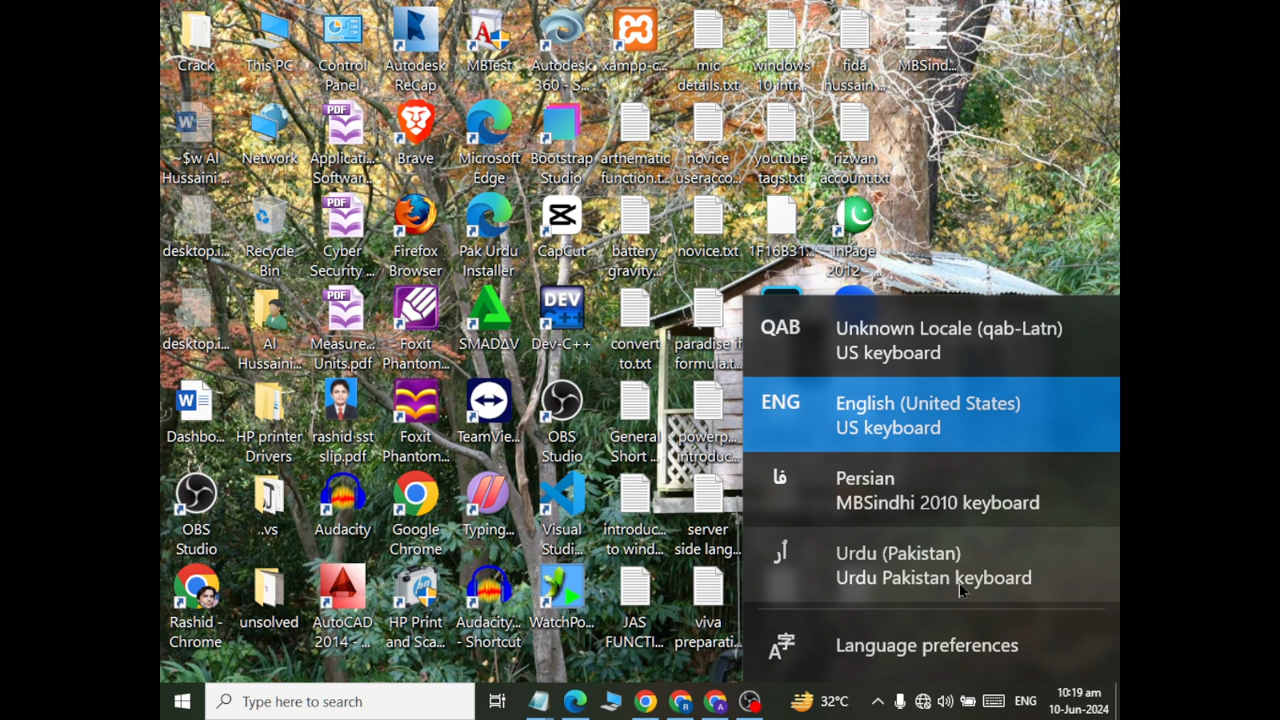 Crack
This PC
Control
Panel
Autodesk
ReCap
MBTest
Autodesk
360 - S...
xampp-c...
mic
details.txt
windows
10 intr...
fida
hussain ...
MBSind...
~$w Al
Hussaini ...
Network
PDF
Applicati...
Softwar...
Brave
Microsoft
Edge
Bootstrap
Studio
arthematic
function.t...
novice
useracco...
youtube
tags.txt
rizwan
account.txt
desktop.i...
Recycle
Bin
PDF
Cyber
Security ...
Firefox
Browser
Pak Urdu
Installer
CapCut
battery
gravity...
novice.txt
1F16B31...
InPage
2012 - ...
desktop.i...
Al
Hussaini...
PDF
Measure...
Units.pdf
Foxit
Phantom...
SMADAV
DEV
C++
Dev-C++
convert
to.txt
paradise if
formula.t...
Dashbo...
HP printer
Drivers
rashid sst
slip.pdf
Foxit
Phantom...
TeamVie...
OBS
Studio
General
Short ...
powerp...
introduc...
OBS
Studio
..vs
Audacity
Google
Chrome
Typing...
Visual
Studi...
introduc...
to wind...
server
side lang...
Rashid -
Chrome
unsolved
AutoCAD
2014 - ...
HP Print
and Sca...
Audacity...
- Shortcut
WatchPo...
JAS
FUNCTI...
viva
preparati...
QAB
Unknown Locale (qab-Latn)
US keyboard
ENG
English (United States)
US keyboard
فا
Persian
MBSindhi 2010 keyboard
اُر
Urdu (Pakistan)
Urdu Pakistan keyboard
Language preferences
Type here to search
32°C
ENG
10:19 am
10-Jun-2024